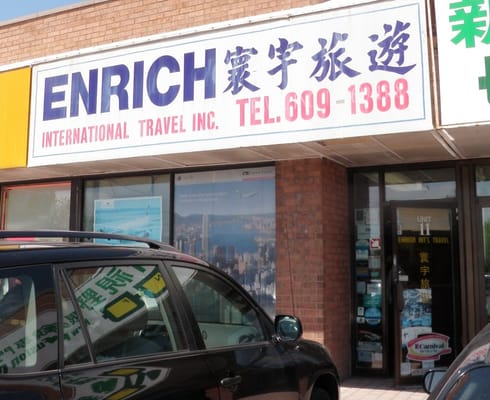 ENRICH 寰宇旅遊
INTERNATIONAL TRAVEL INC. TEL. 609-1388
新
UNIT
11
ENRICH INT'L TRAVEL
寰宇旅
Carnival